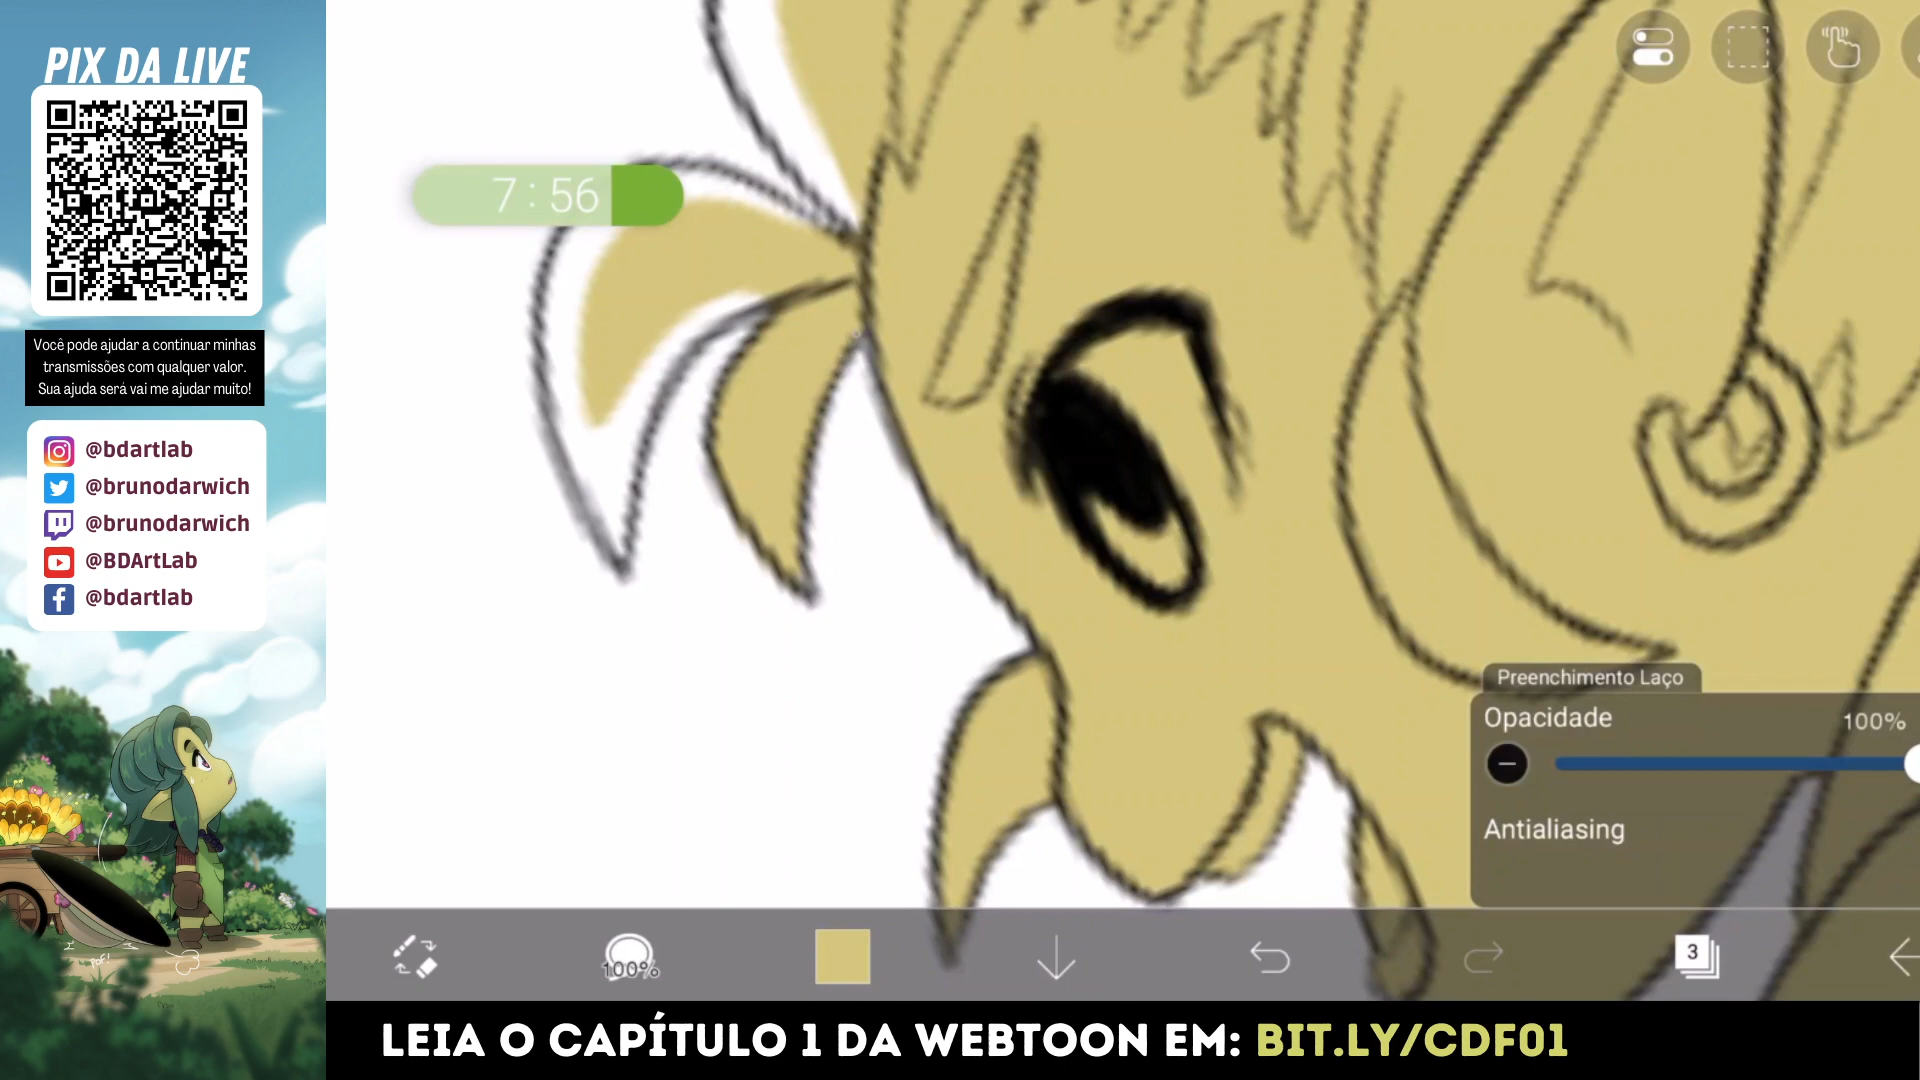 PIX DA LIVE
Você pode ajudar a continuar minhas
transmissões com qualquer valor.
Sua ajuda será vai me ajudar muito!
@bdartlab
@brunodarwich
@brunodarwich
@BDArtLab
@bdartlab
POF!
7:56
Preenchimento Laço
Opacidade
100%
Antialiasing
100%
3
LEIA O CAPÍTULO 1 DA WEBTOON EM: BIT.LY/CDF01